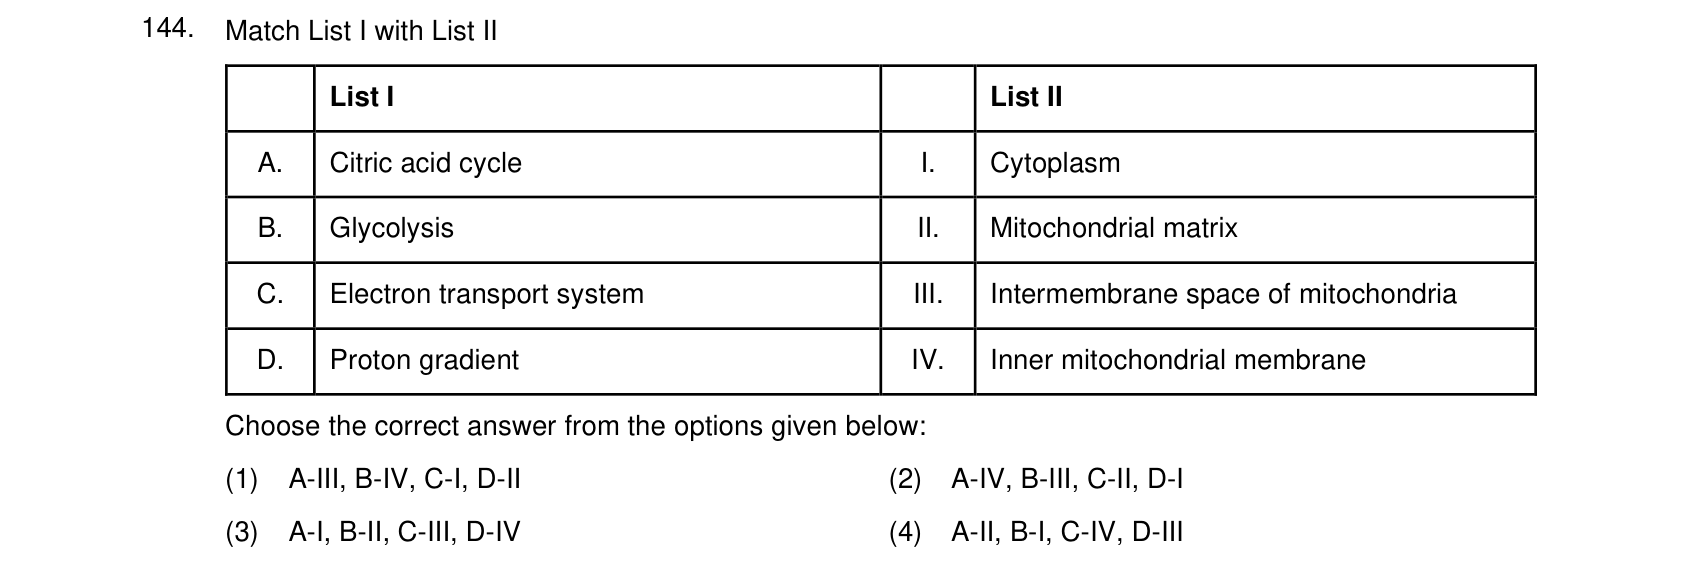 144. Match List I with List II
List I List II
A. Citric acid cycle I. Cytoplasm
B. Glycolysis II. Mitochondrial matrix
C. Electron transport system III. Intermembrane space of mitochondria
D. Proton gradient IV. Inner mitochondrial membrane
Choose the correct answer from the options given below:
(1) A-III, B-IV, C-I, D-II (2) A-IV, B-III, C-II, D-I
(3) A-I, B-II, C-III, D-IV (4) A-II, B-I, C-IV, D-III